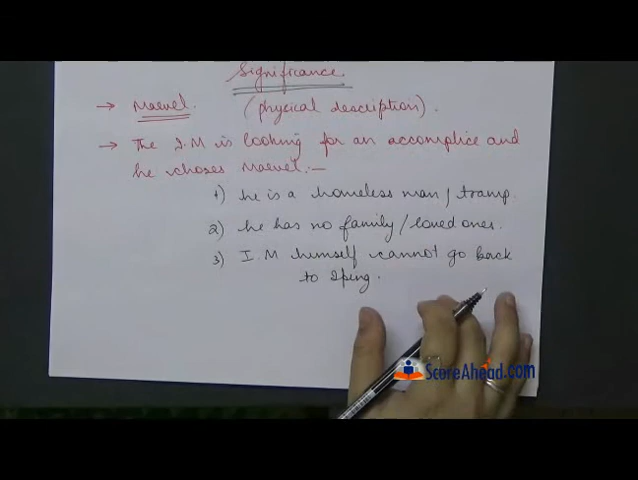 Significance.
→ Marvel. (physical description).
→ The I.M is looking for an accomplice and
he choses Marvel:-
1) he is a homeless man / tramp.
2) he has no family / loved ones.
3) I.M himself cannot go back
to Iping.
ScoreAhead.com